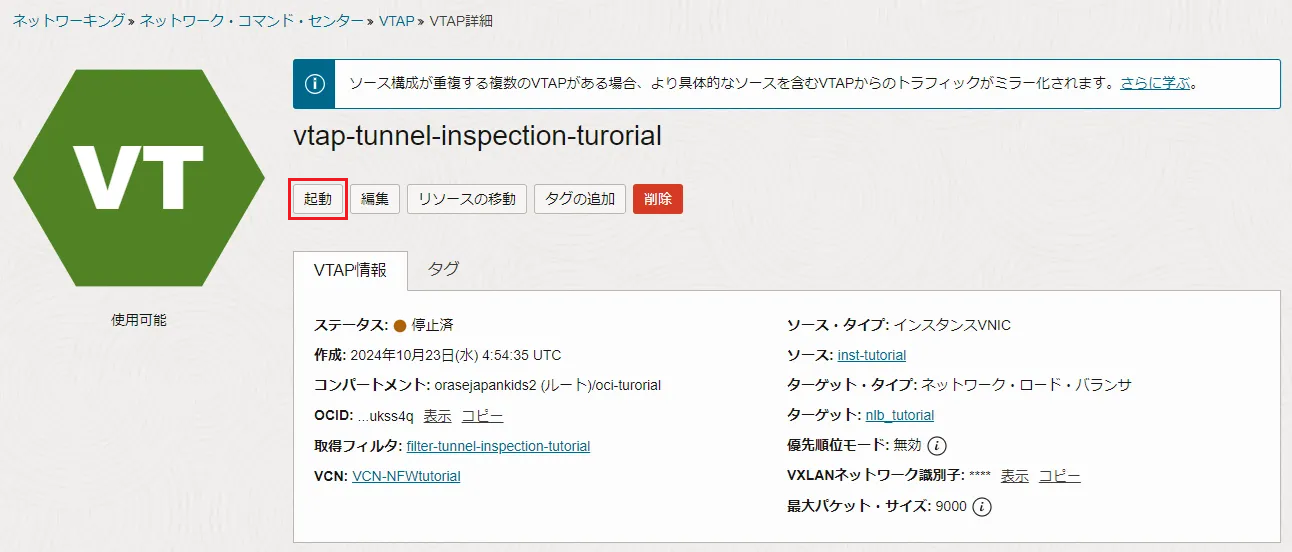 ネットワーキング » ネットワーク・コマンド・センター » VTAP » VTAP詳細
VT
使用可能
ソース構成が重複する複数のVTAPがある場合、より具体的なソースを含むVTAPからのトラフィックがミラー化されます。さらに学ぶ。
vtap-tunnel-inspection-turorial
起動 編集 リソースの移動 タグの追加 削除
VTAP情報 タグ
ステータス: 停止済
作成: 2024年10月23日(水) 4:54:35 UTC
コンパートメント: orasejapankids2 (ルート)/oci-turorial
OCID: ...ukss4q 表示 コピー
取得フィルタ: filter-tunnel-inspection-tutorial
VCN: VCN-NFWtutorial
ソース・タイプ: インスタンスVNIC
ソース: inst-tutorial
ターゲット・タイプ: ネットワーク・ロード・バランサ
ターゲット: nlb_tutorial
優先順位モード: 無効 i
VXLANネットワーク識別子: **** 表示 コピー
最大パケット・サイズ: 9000 i